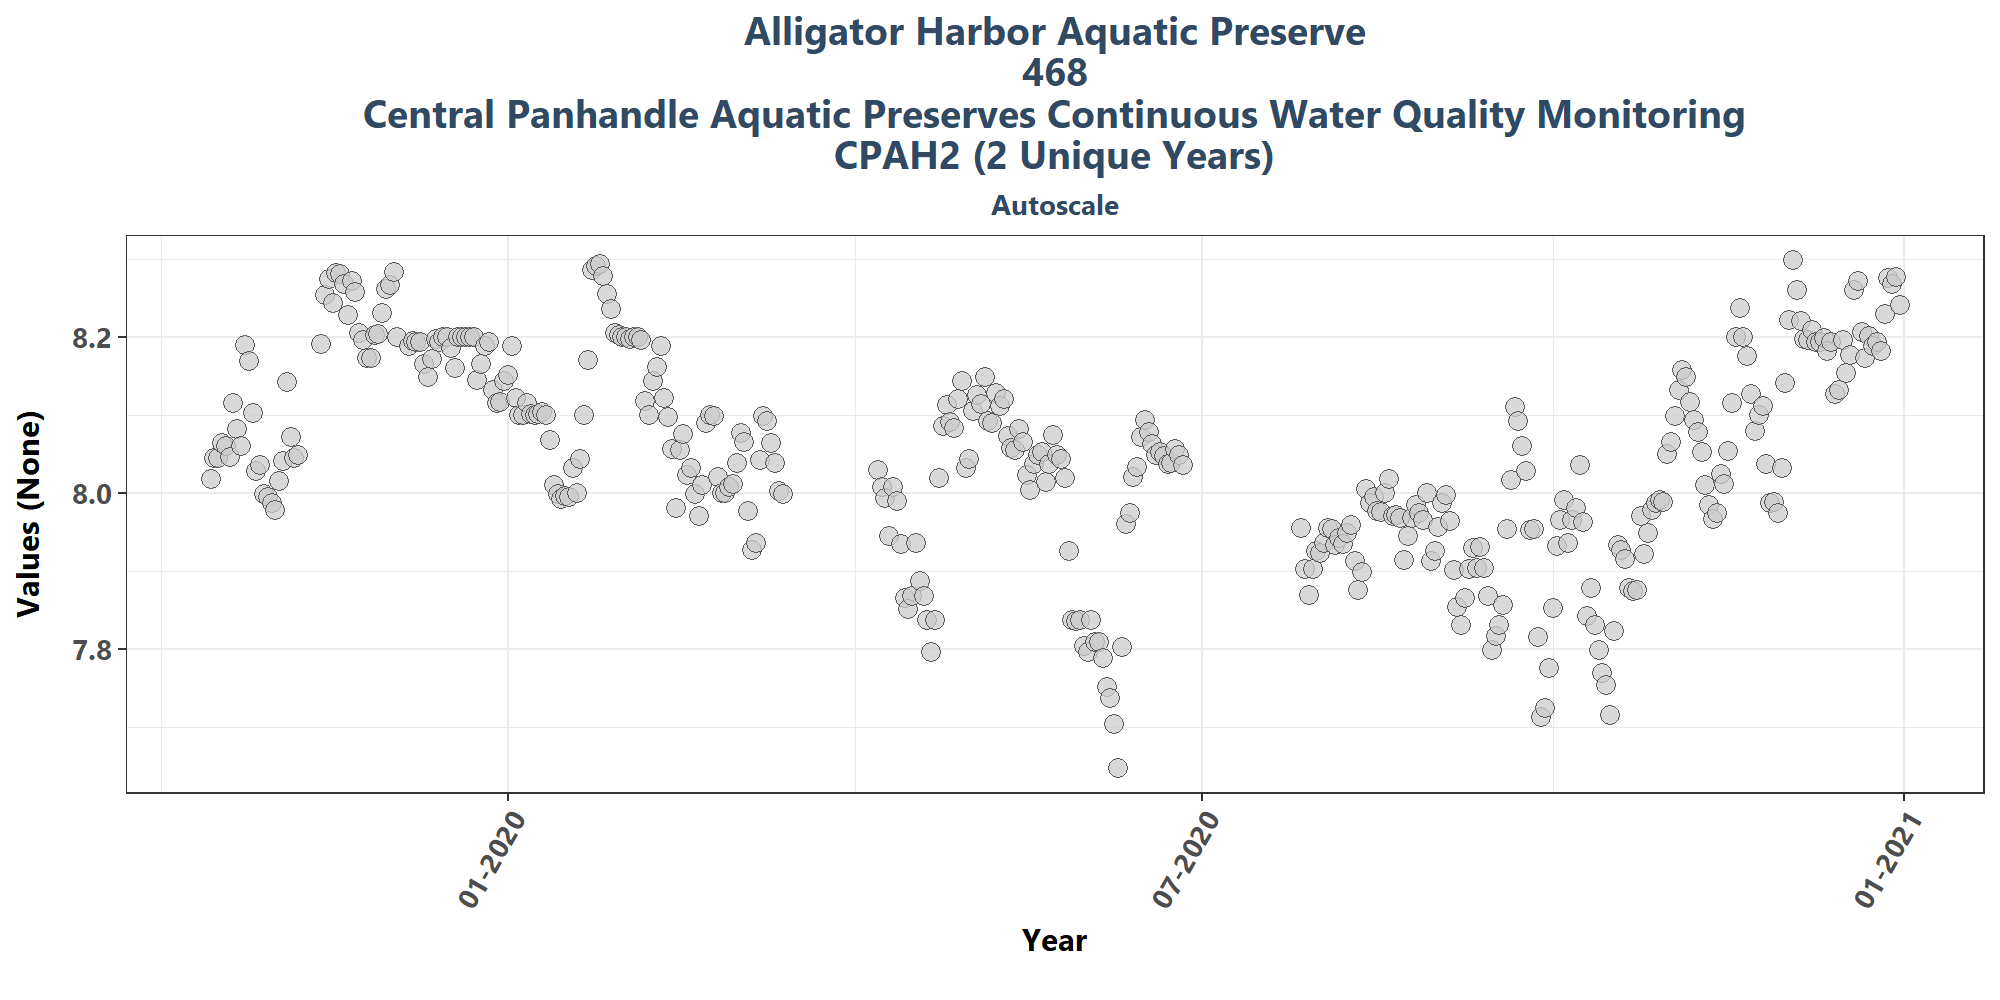 Alligator Harbor Aquatic Preserve
468
Central Panhandle Aquatic Preserves Continuous Water Quality Monitoring
CPAH2 (2 Unique Years)
Autoscale
Values (None)
8.2
8.0
7.8
01-2020
07-2020
01-2021
Year